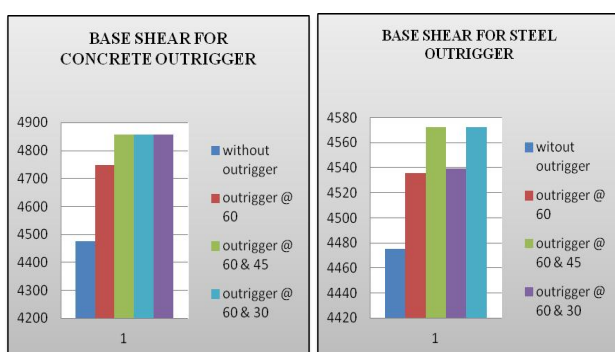 BASE SHEAR FOR
CONCRETE OUTRIGGER
4900
4800
4700
4600
4500
4400
4300
4200
1
without
outrigger
outrigger @
60
outrigger @
60 & 45
outrigger @
60 & 30
BASE SHEAR FOR STEEL
OUTRIGGER
4580
4560
4540
4520
4500
4480
4460
4440
4420
1
witout
outrigger
outrigger @
60
outrigger @
60 & 45
outrigger @
60 & 30